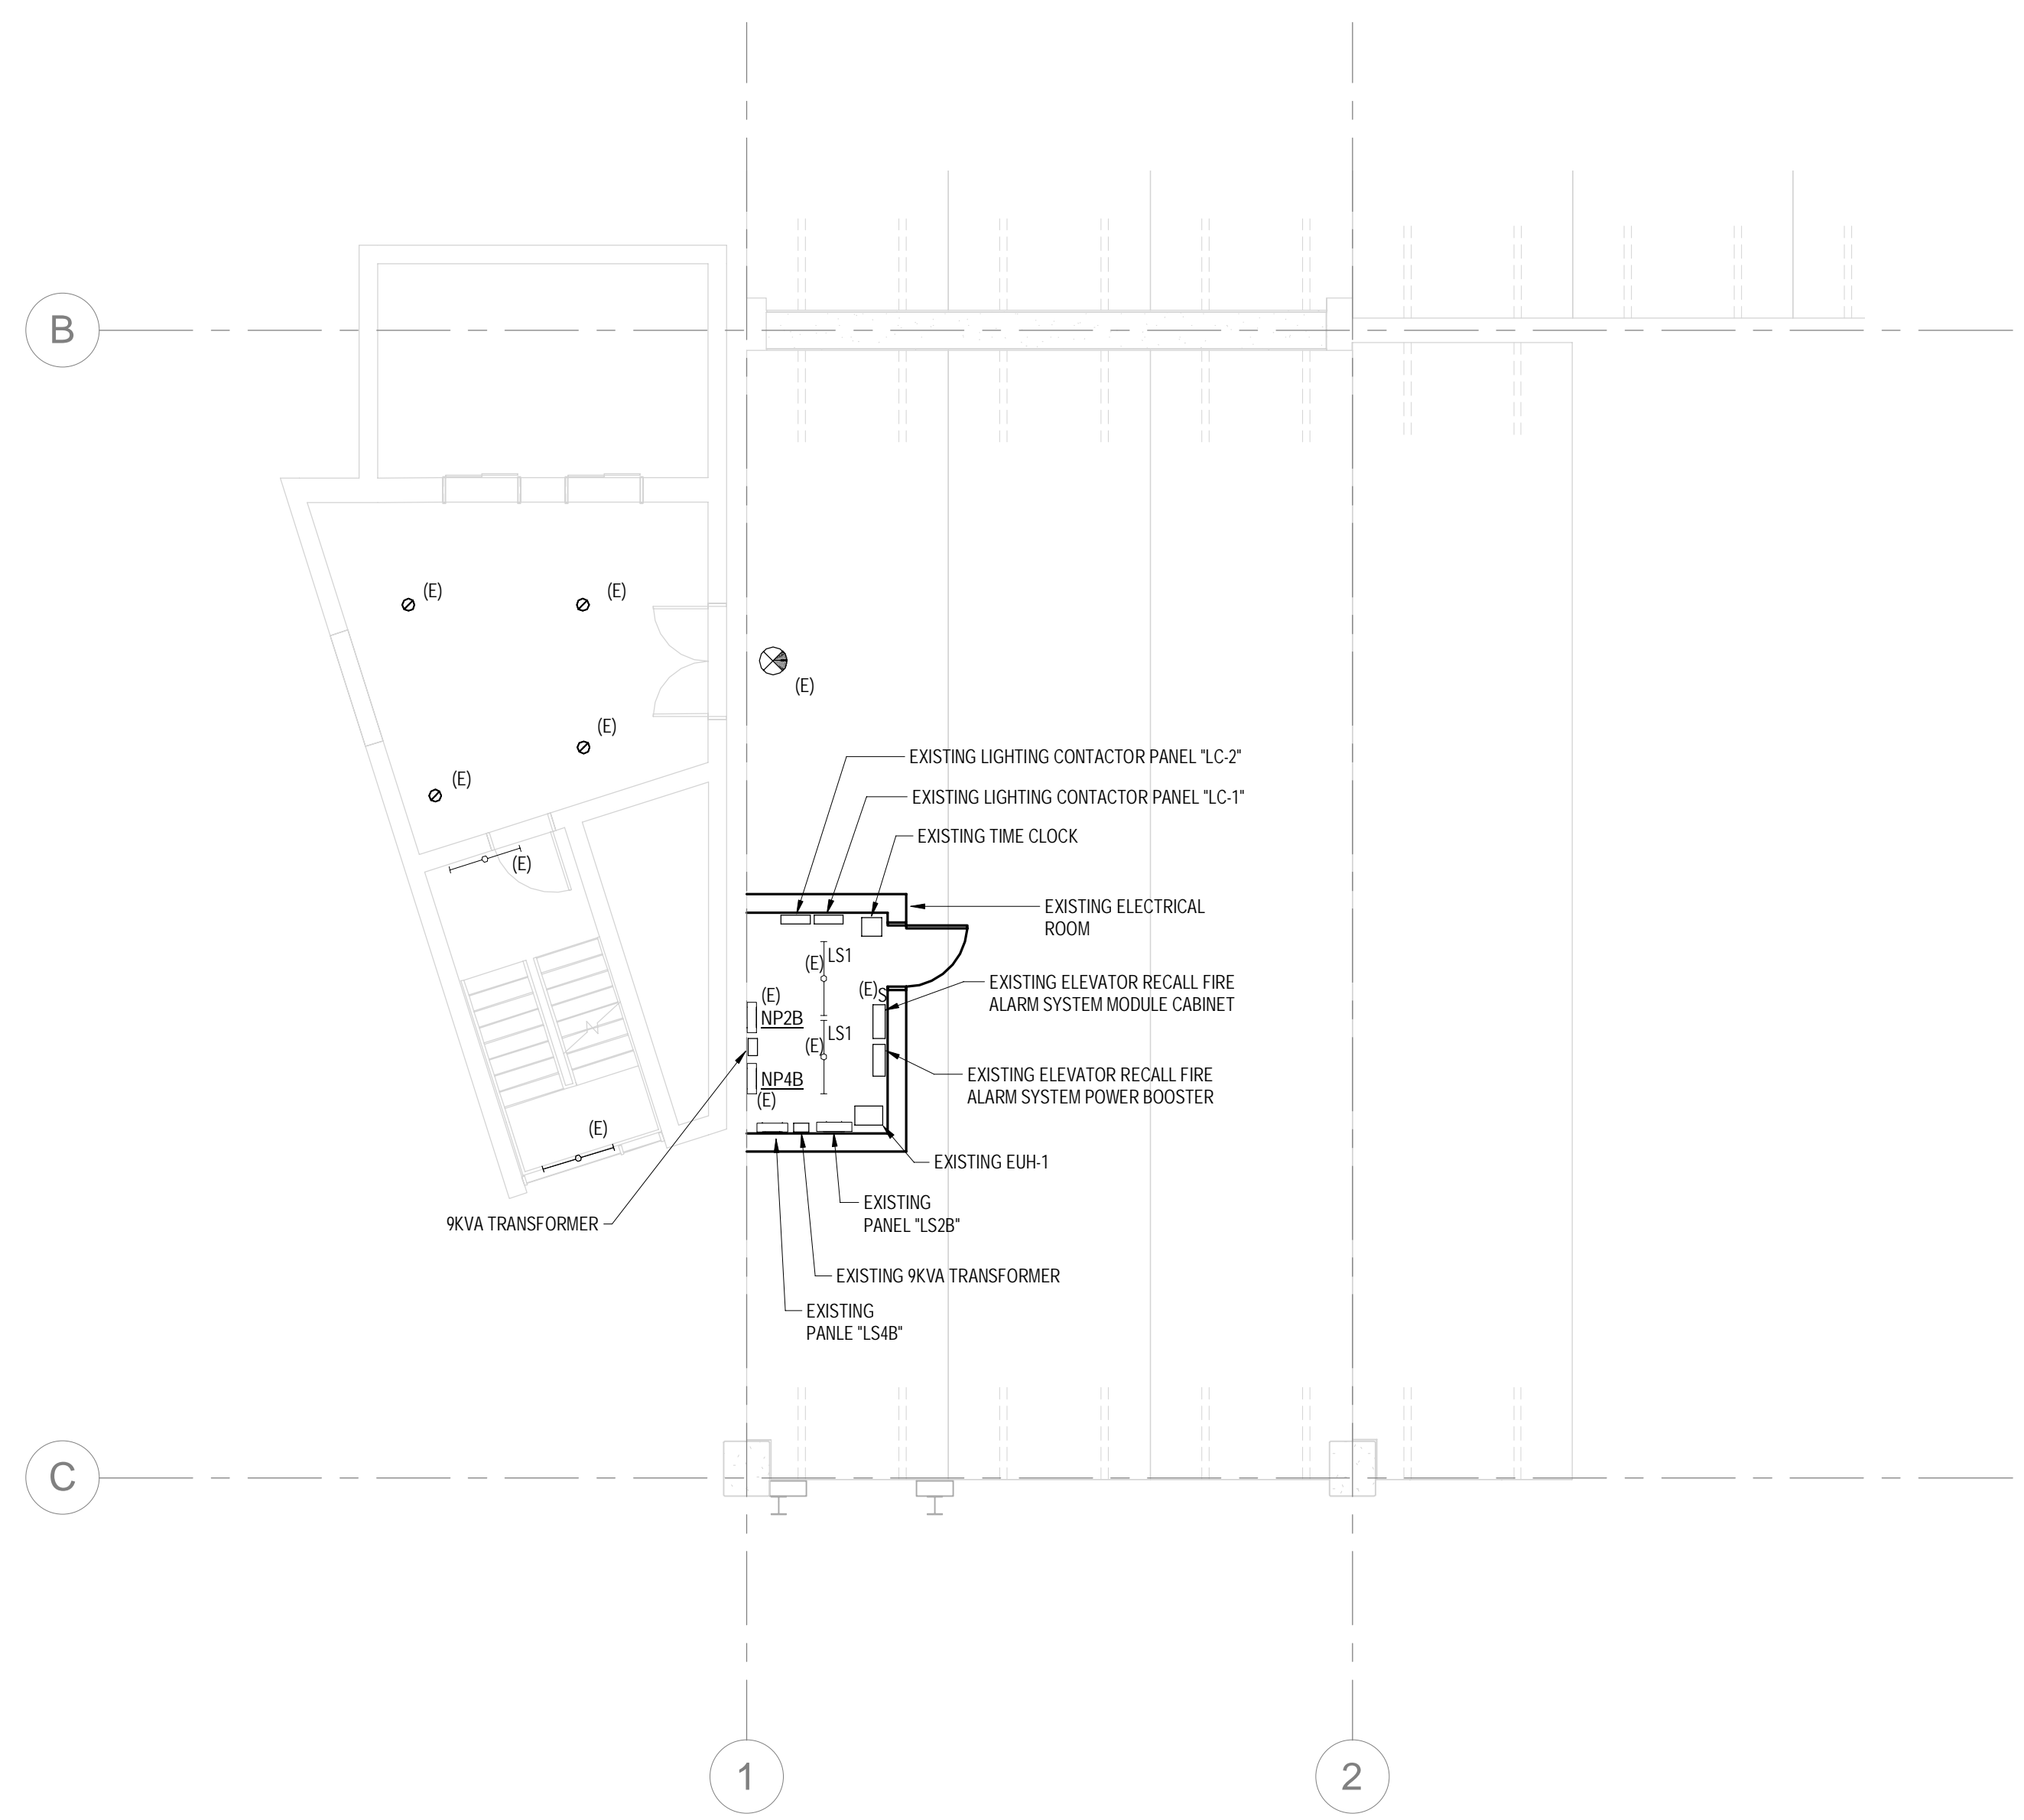 B
(E)
(E)
(E)
(E)
(E)
EXISTING LIGHTING CONTACTOR PANEL "LC-2"
EXISTING LIGHTING CONTACTOR PANEL "LC-1"
EXISTING TIME CLOCK
(E)
EXISTING ELECTRICAL
ROOM
LS1
(E)
(E)S
EXISTING ELEVATOR RECALL FIRE
ALARM SYSTEM MODULE CABINET
(E)
NP2B
LS1
(E)
NP4B
(E)
EXISTING ELEVATOR RECALL FIRE
ALARM SYSTEM POWER BOOSTER
(E)
EXISTING EUH-1
EXISTING
PANEL "LS2B"
9KVA TRANSFORMER
EXISTING 9KVA TRANSFORMER
EXISTING
PANLE "LS4B"
C
1
2